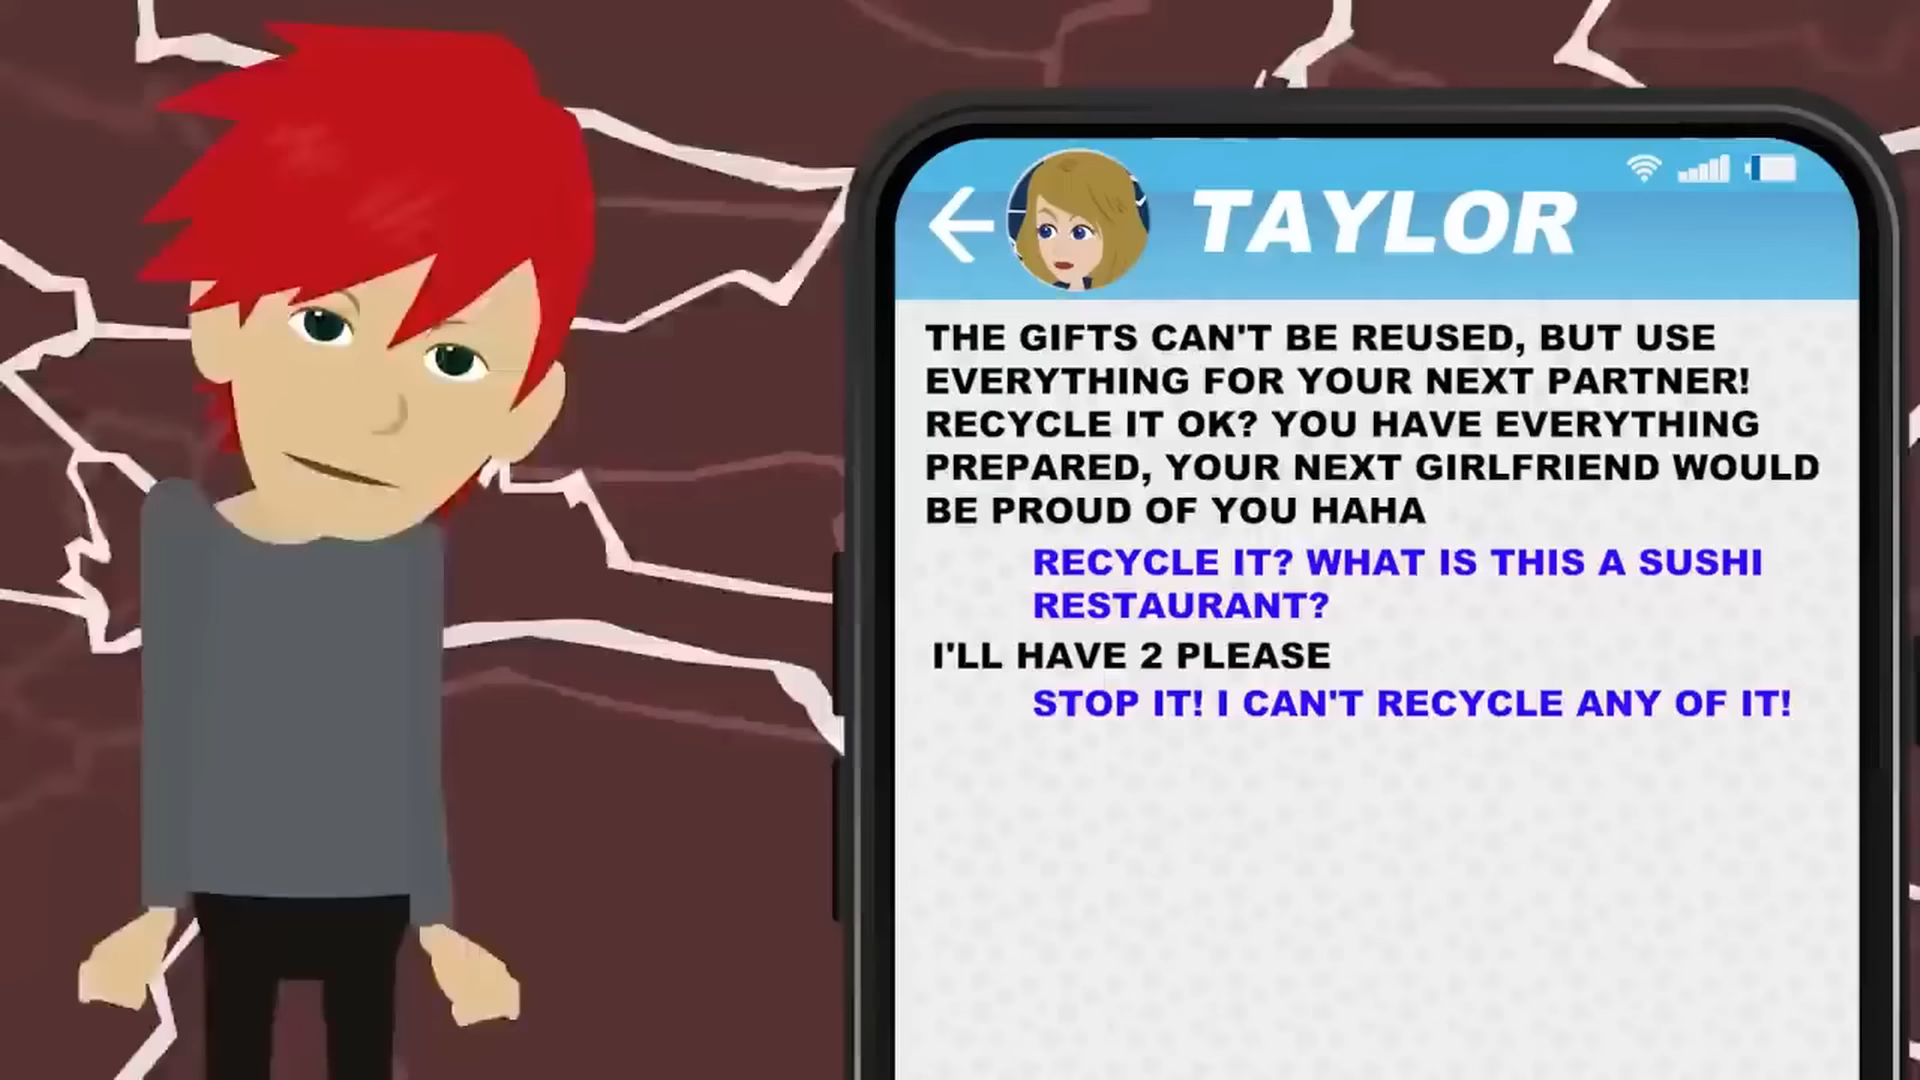 TAYLOR
THE GIFTS CAN'T BE REUSED, BUT USE
EVERYTHING FOR YOUR NEXT PARTNER!
RECYCLE IT OK? YOU HAVE EVERYTHING
PREPARED, YOUR NEXT GIRLFRIEND WOULD
BE PROUD OF YOU HAHA
RECYCLE IT? WHAT IS THIS A SUSHI
RESTAURANT?
I'LL HAVE 2 PLEASE
STOP IT! I CAN'T RECYCLE ANY OF IT!